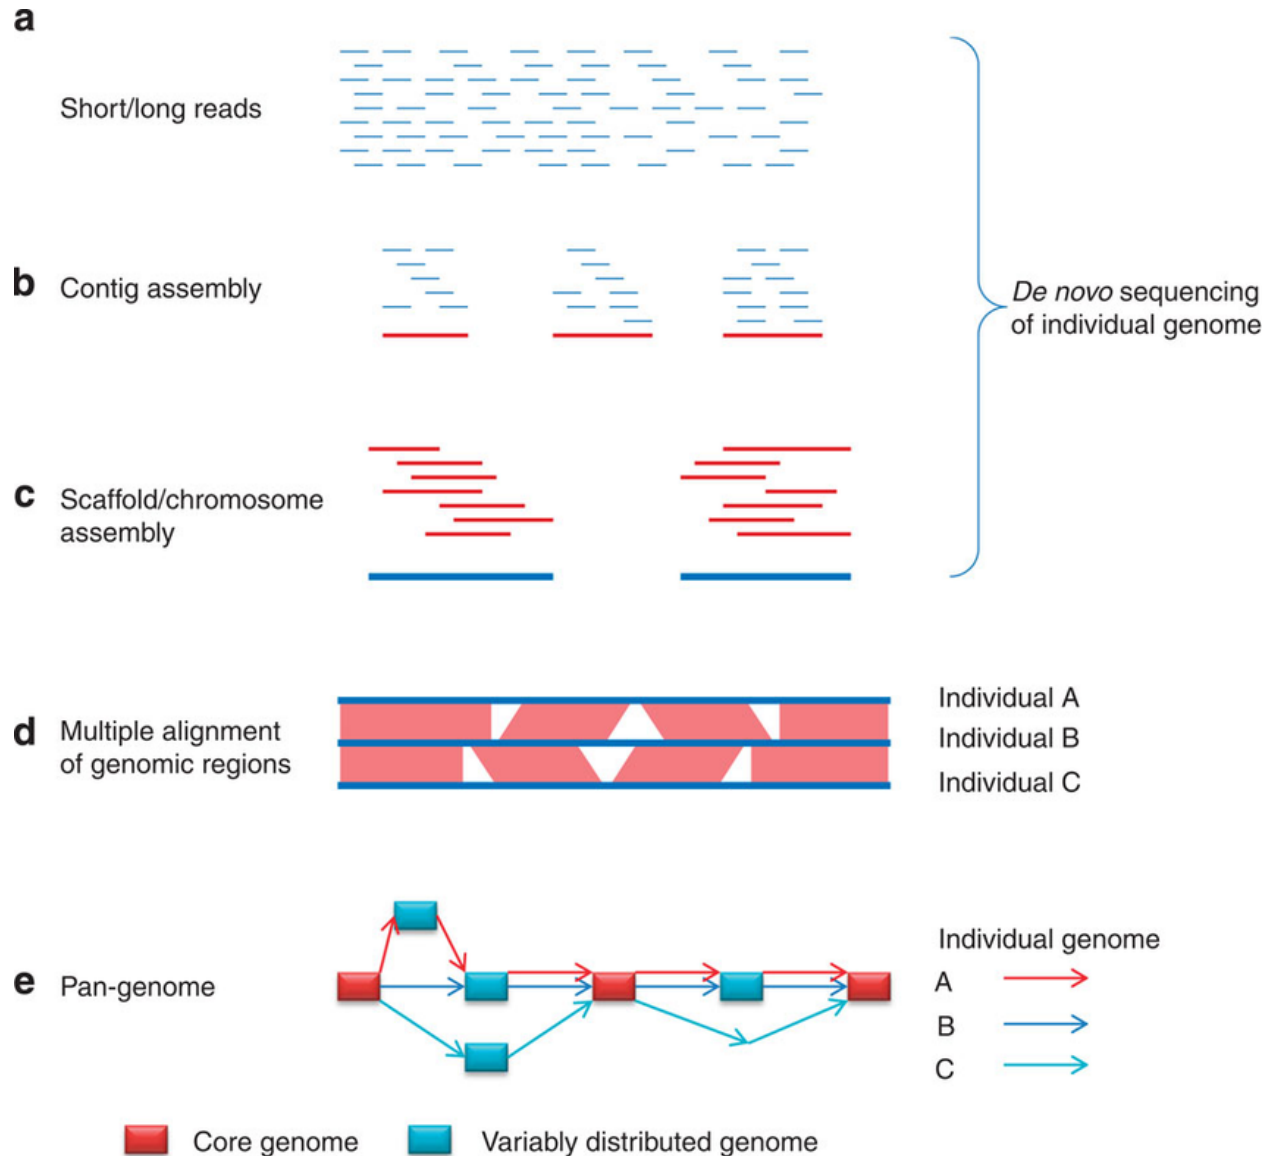 a
Short/long reads
b
Contig assembly
De novo sequencing
of individual genome
c
Scaffold/chromosome
assembly
d
Multiple alignment
of genomic regions
Individual A
Individual B
Individual C
e
Pan-genome
Individual genome
A
B
C
Core genome
Variably distributed genome